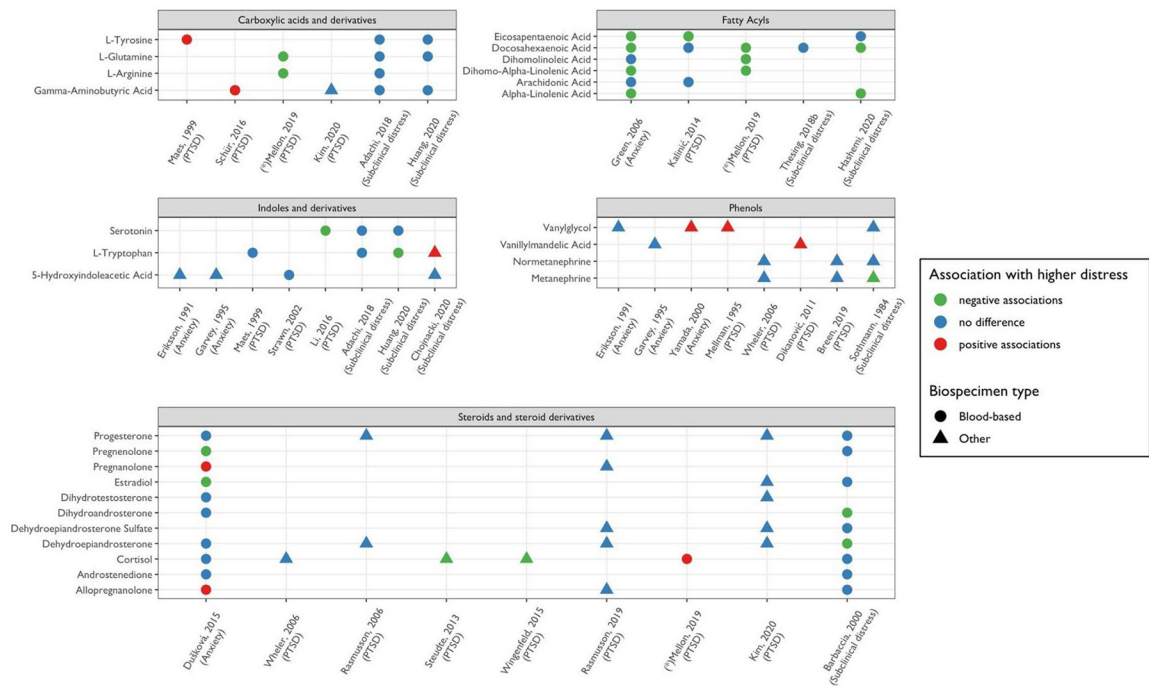 Carboxylic acids and derivatives
L-Tyrosine
L-Glutamine
L-Arginine
Gamma-Aminobutyric Acid
Maes, 1999
(PTSD)
Schür, 2016
(PTSD)
(*)Mellon, 2019
(PTSD)
Kim, 2020
(PTSD)
Adachi, 2018
(Subclinical distress)
Huang, 2020
(Subclinical distress)
Fatty Acyls
Eicosapentaenoic Acid
Docosahexaenoic Acid
Dihomolinoleic Acid
Dihomo-Alpha-Linolenic Acid
Arachidonic Acid
Alpha-Linolenic Acid
Green, 2006
(Anxiety)
Kalinić, 2014
(PTSD)
(*)Mellon, 2019
(PTSD)
Thesing, 2018b
(Subclinical distress)
Hashemi, 2020
(Subclinical distress)
Indoles and derivatives
Serotonin
L-Tryptophan
5-Hydroxyindoleacetic Acid
Eriksson, 1991
(Anxiety)
Garvey, 1995
(Anxiety)
Maes, 1999
(PTSD)
Strawn, 2002
(PTSD)
Li, 2016
(PTSD)
Adachi, 2018
(Subclinical distress)
Huang, 2020
(Subclinical distress)
Chojnacki, 2020
(Subclinical distress)
Phenols
Vanylglycol
Vanillylmandelic Acid
Normetanephrine
Metanephrine
Eriksson, 1991
(Anxiety)
Garvey, 1995
(Anxiety)
Yamada, 2000
(Anxiety)
Mellman, 1995
(PTSD)
Wheler, 2006
(PTSD)
Dikanović, 2011
(PTSD)
Breen, 2019
(PTSD)
Sothmann, 1984
(Subclinical distress)
Association with higher distress
negative associations
no difference
positive associations
Biospecimen type
Blood-based
Other
Steroids and steroid derivatives
Progesterone
Pregnenolone
Pregnanolone
Estradiol
Dihydrotestosterone
Dihydroandrosterone
Dehydroepiandrosterone Sulfate
Dehydroepiandrosterone
Cortisol
Androstenedione
Allopregnanolone
Dušková, 2015
(Anxiety)
Wheler, 2006
(PTSD)
Rasmusson, 2006
(PTSD)
Steudte, 2013
(PTSD)
Wingenfeld, 2015
(PTSD)
Rasmusson, 2019
(PTSD)
(*)Mellon, 2019
(PTSD)
Kim, 2020
(PTSD)
Barbaccia, 2000
(Subclinical distress)